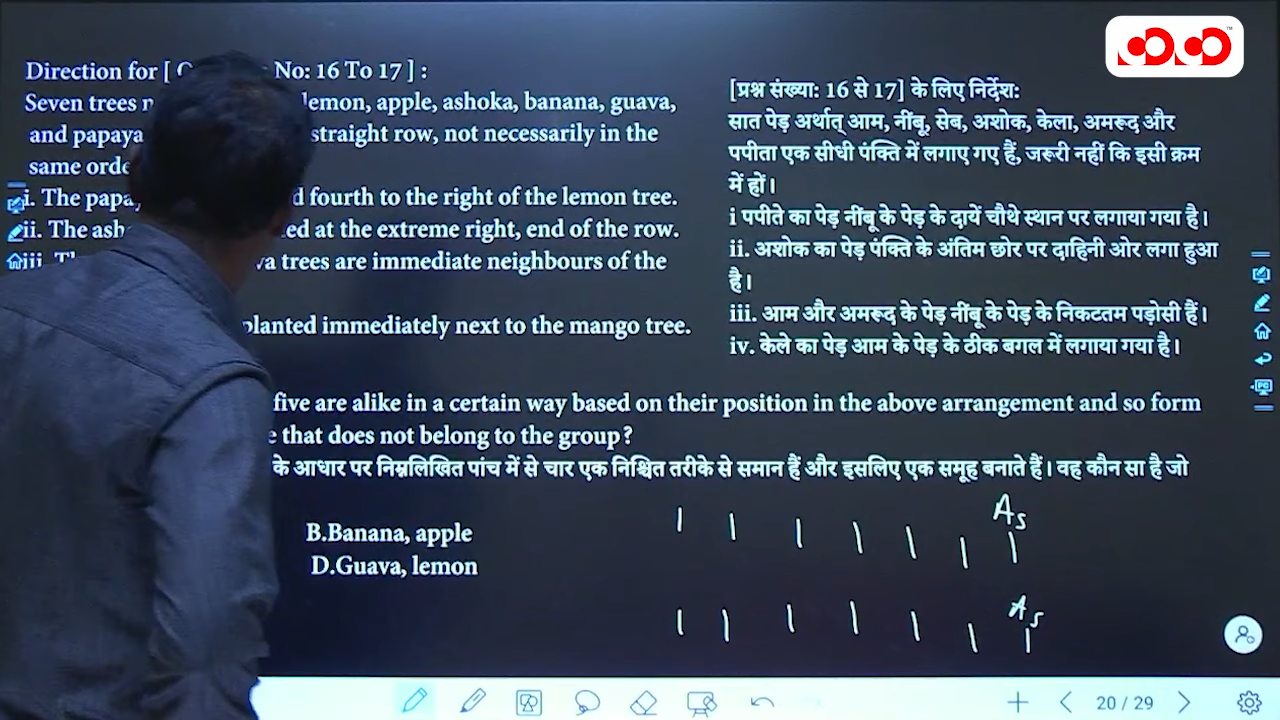 Direction for [ No: 16 To 17 ] :
Seven trees lemon, apple, ashoka, banana, guava,
and papaya straight row, not necessarily in the
same
i. The fourth to the right of the lemon tree.
ii. The at the extreme right, end of the row.
iii. trees are immediate neighbours of the
planted immediately next to the mango tree.
five are alike in a certain way based on their position in the above arrangement and so form
that does not belong to the group?
के आधार पर निम्नलिखित पांच में से चार एक निश्चित तरीके से समान हैं और इसलिए एक समूह बनाते हैं। वह कौन सा है जो
B.Banana, apple
D.Guava, lemon
[प्रश्न संख्या: 16 से 17] के लिए निर्देश:
सात पेड़ अर्थात् आम, नींबू, सेब, अशोक, केला, अमरूद और
पपीता एक सीधी पंक्ति में लगाए गए हैं, जरूरी नहीं कि इसी क्रम
में हों।
i पपीते का पेड़ नींबू के पेड़ के दायें चौथे स्थान पर लगाया गया है।
ii. अशोक का पेड़ पंक्ति के अंतिम छोर पर दाहिनी ओर लगा हुआ
है।
iii. आम और अमरूद के पेड़ नींबू के पेड़ के निकटतम पड़ोसी हैं।
iv. केले का पेड़ आम के पेड़ के ठीक बगल में लगाया गया है।
As
As
PC
20 / 29